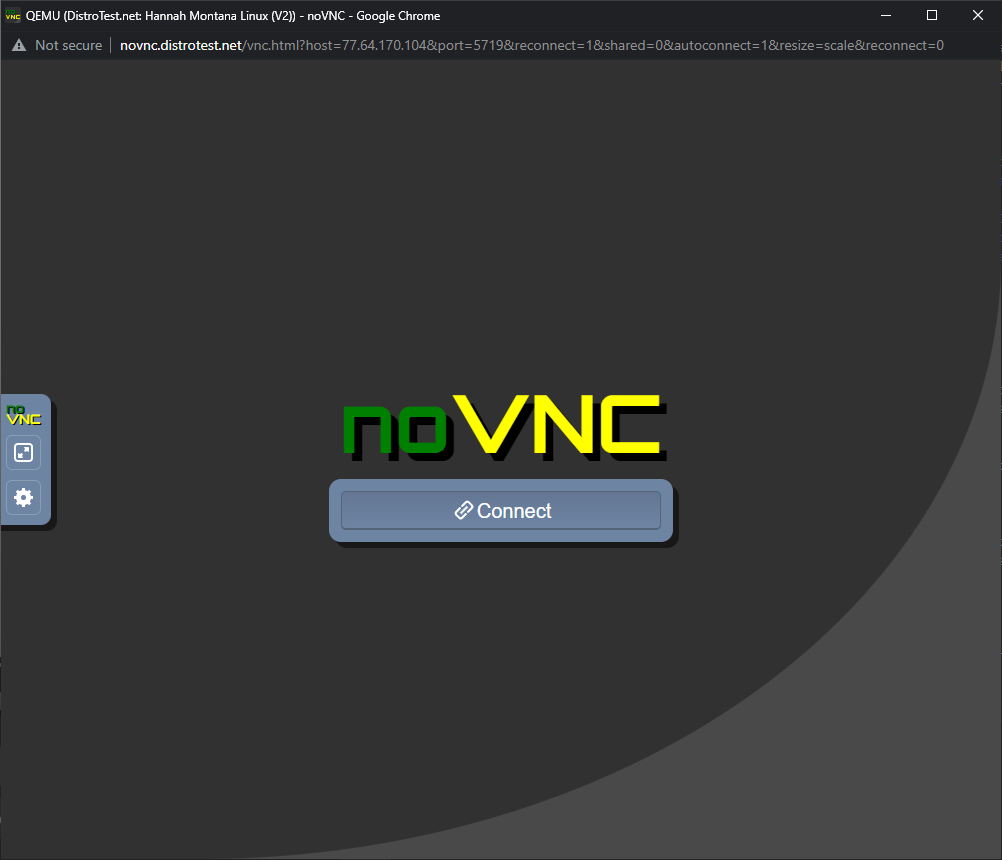 QEMU (DistroTest.net: Hannah Montana Linux (V2)) - noVNC - Google Chrome
Not secure | novnc.distrotest.net/vnc.html?host=77.64.170.104&port=5719&reconnect=1&shared=0&autoconnect=1&resize=scale&reconnect=0
noVNC
noVNC
Connect